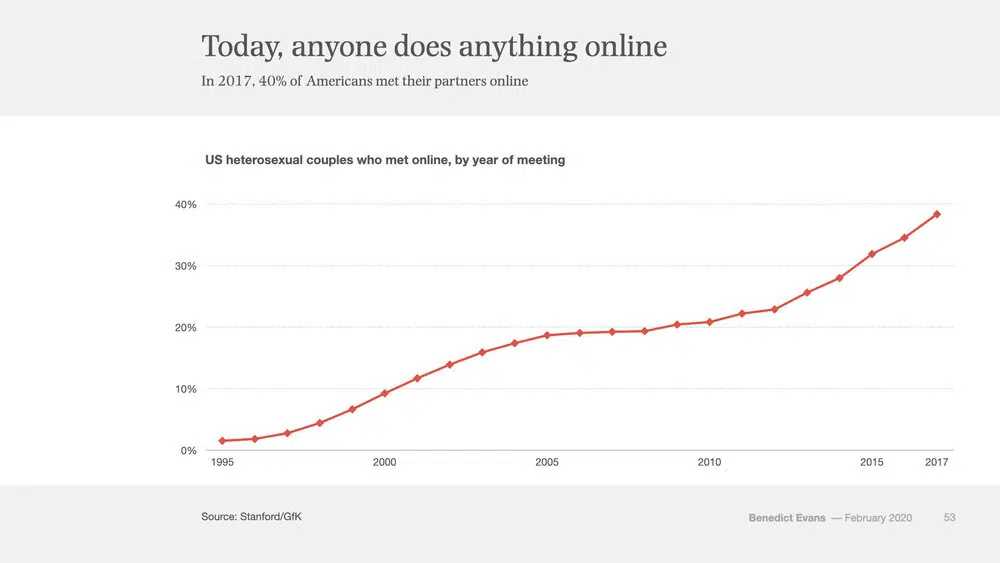 Today, anyone does anything online
In 2017, 40% of Americans met their partners online
US heterosexual couples who met online, by year of meeting
40%
30%
20%
10%
0%
1995 2000 2005 2010 2015 2017
Source: Stanford/GfK
Benedict Evans — February 2020 53